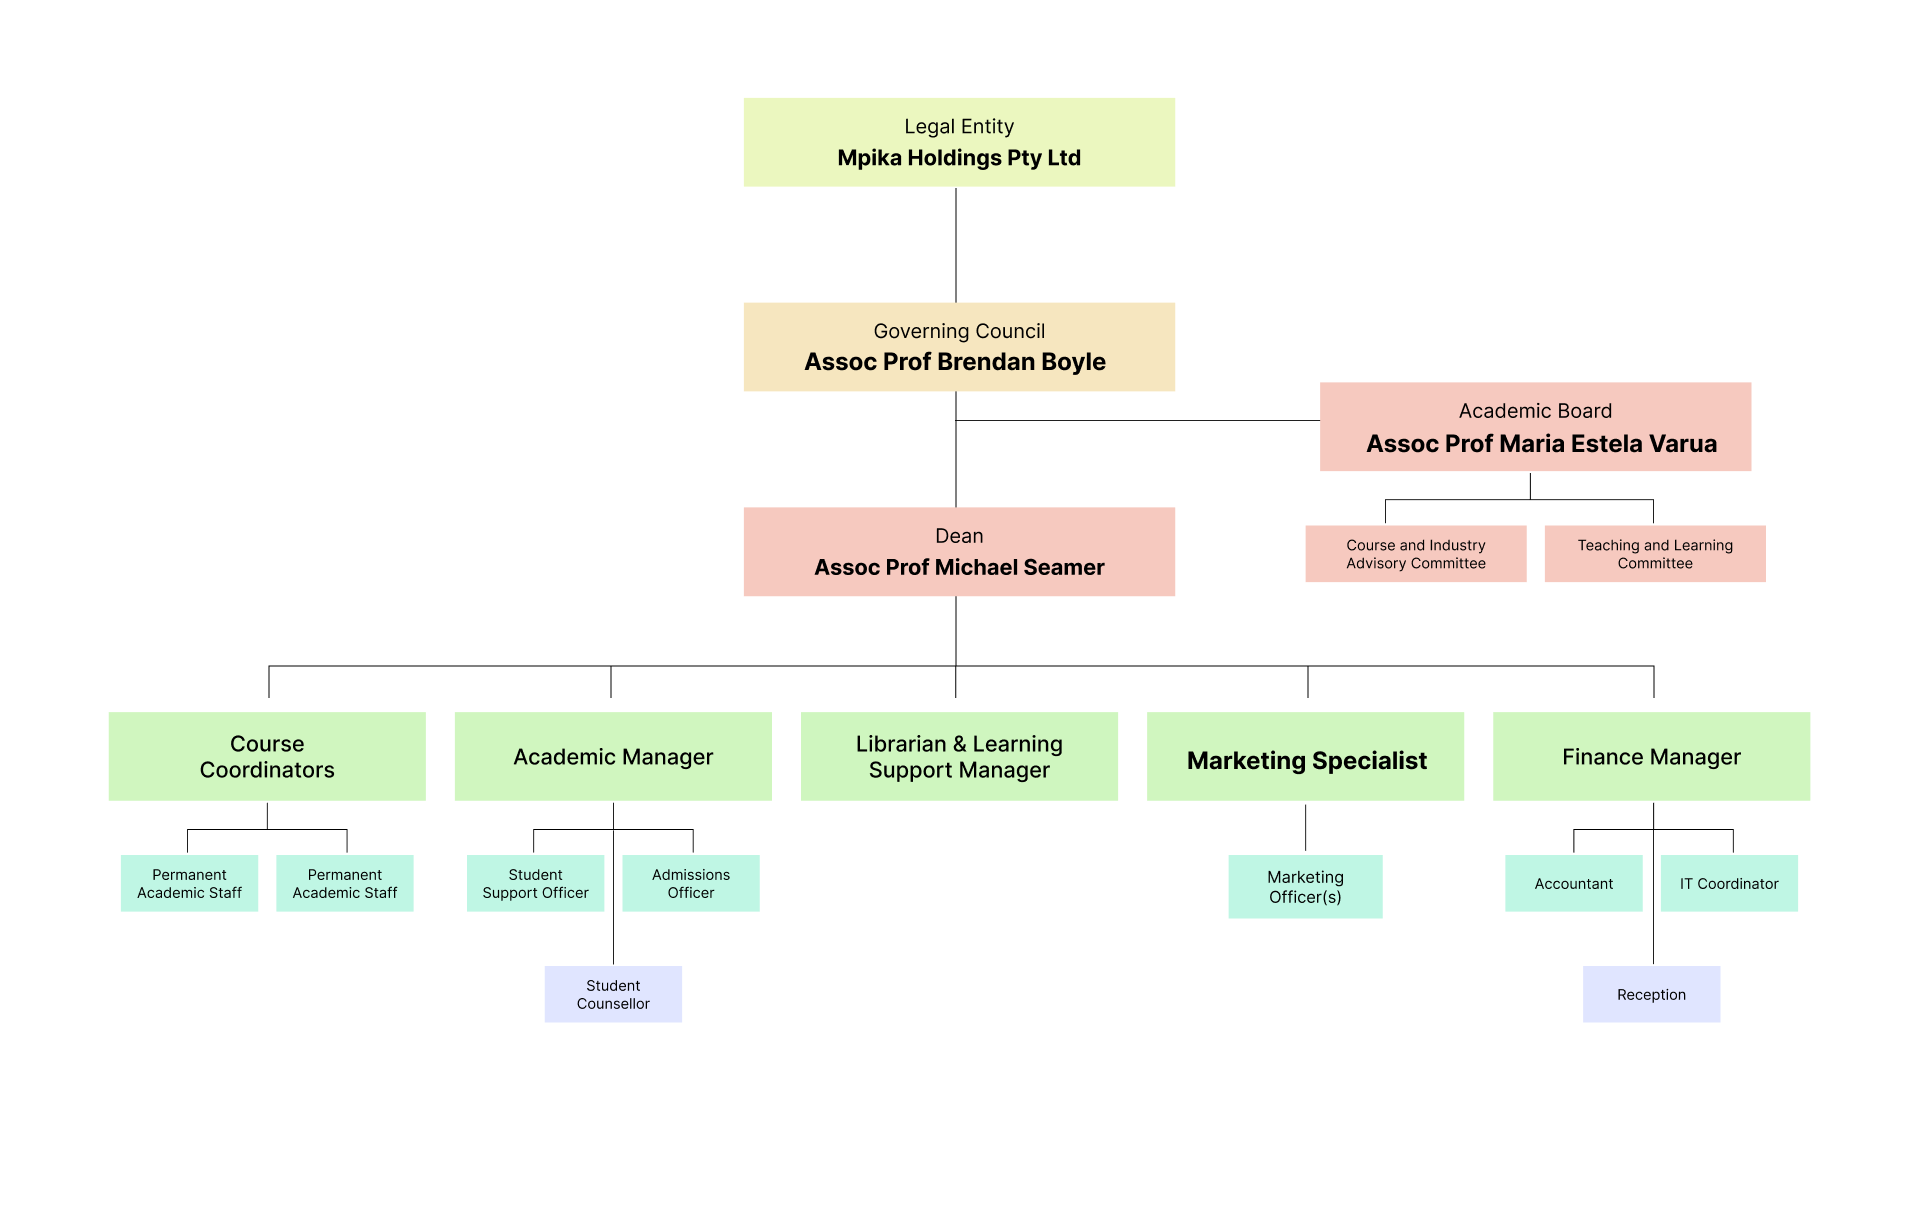 Legal Entity
Mpika Holdings Pty Ltd
Governing Council
Assoc Prof Brendan Boyle
Academic Board
Assoc Prof Maria Estela Varua
Course and Industry
Advisory Committee
Teaching and Learning
Committee
Dean
Assoc Prof Michael Seamer
Course
Coordinators
Academic Manager
Librarian & Learning
Support Manager
Marketing Specialist
Finance Manager
Permanent
Academic Staff
Permanent
Academic Staff
Student
Support Officer
Admissions
Officer
Marketing
Officer(s)
Accountant
IT Coordinator
Student
Counsellor
Reception